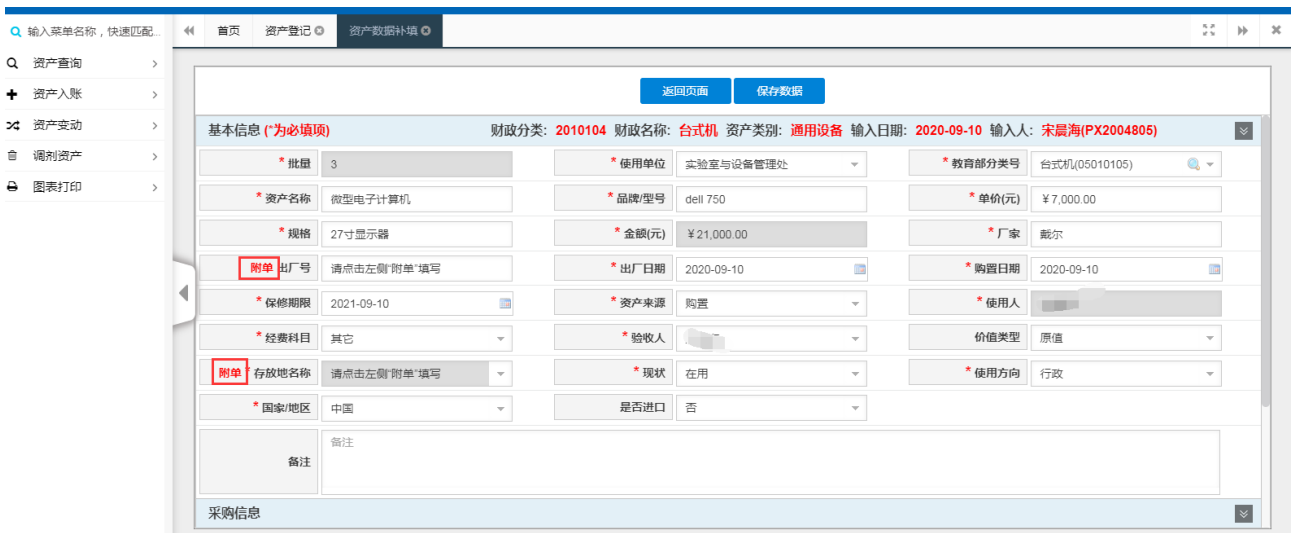 输入菜单名称，快速匹配... 首页 资产登记 资产数据补填
资产查询
资产入账
资产变动
调剂资产
图表打印
返回页面 保存数据
基本信息 (*为必填项) 财政分类: 2010104 财政名称: 台式机 资产类别: 通用设备 输入日期: 2020-09-10 输入人: 宋晨海(PX2004805)
* 批量 3 * 使用单位 实验室与设备管理处 * 教育部分类号 台式机(05010105)
* 资产名称 微型电子计算机 * 品牌/型号 dell 750 * 单价(元) ￥7,000.00
* 规格 27寸显示器 * 金额(元) ￥21,000.00 * 厂家 戴尔
附单 出厂号 请点击左侧"附单"填写 * 出厂日期 2020-09-10 * 购置日期 2020-09-10
* 保修期限 2021-09-10 * 资产来源 购置 * 使用人
* 经费科目 其它 * 验收人 价值类型 原值
附单 * 存放地名称 请点击左侧"附单"填写 * 现状 在用 * 使用方向 行政
* 国家/地区 中国 是否进口 否
备注 备注
采购信息